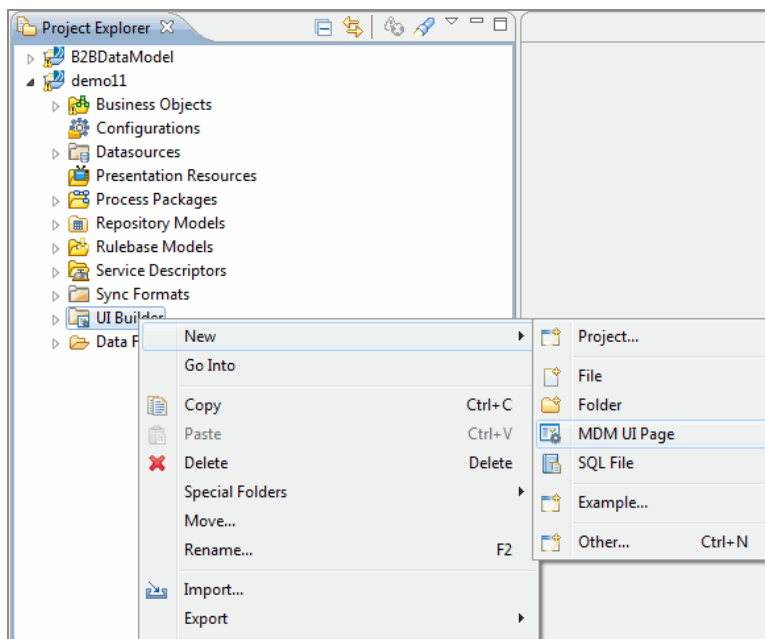 Project Explorer
B2BDataModel
demo11
Business Objects
Configurations
Datasources
Presentation Resources
Process Packages
Repository Models
Rulebase Models
Service Descriptors
Sync Formats
UI Builder
Data F
New
Go Into
Copy Ctrl+C
Paste Ctrl+V
Delete Delete
Special Folders
Move...
Rename... F2
Import...
Export
Project...
File
Folder
MDM UI Page
SQL File
Example...
Other... Ctrl+N